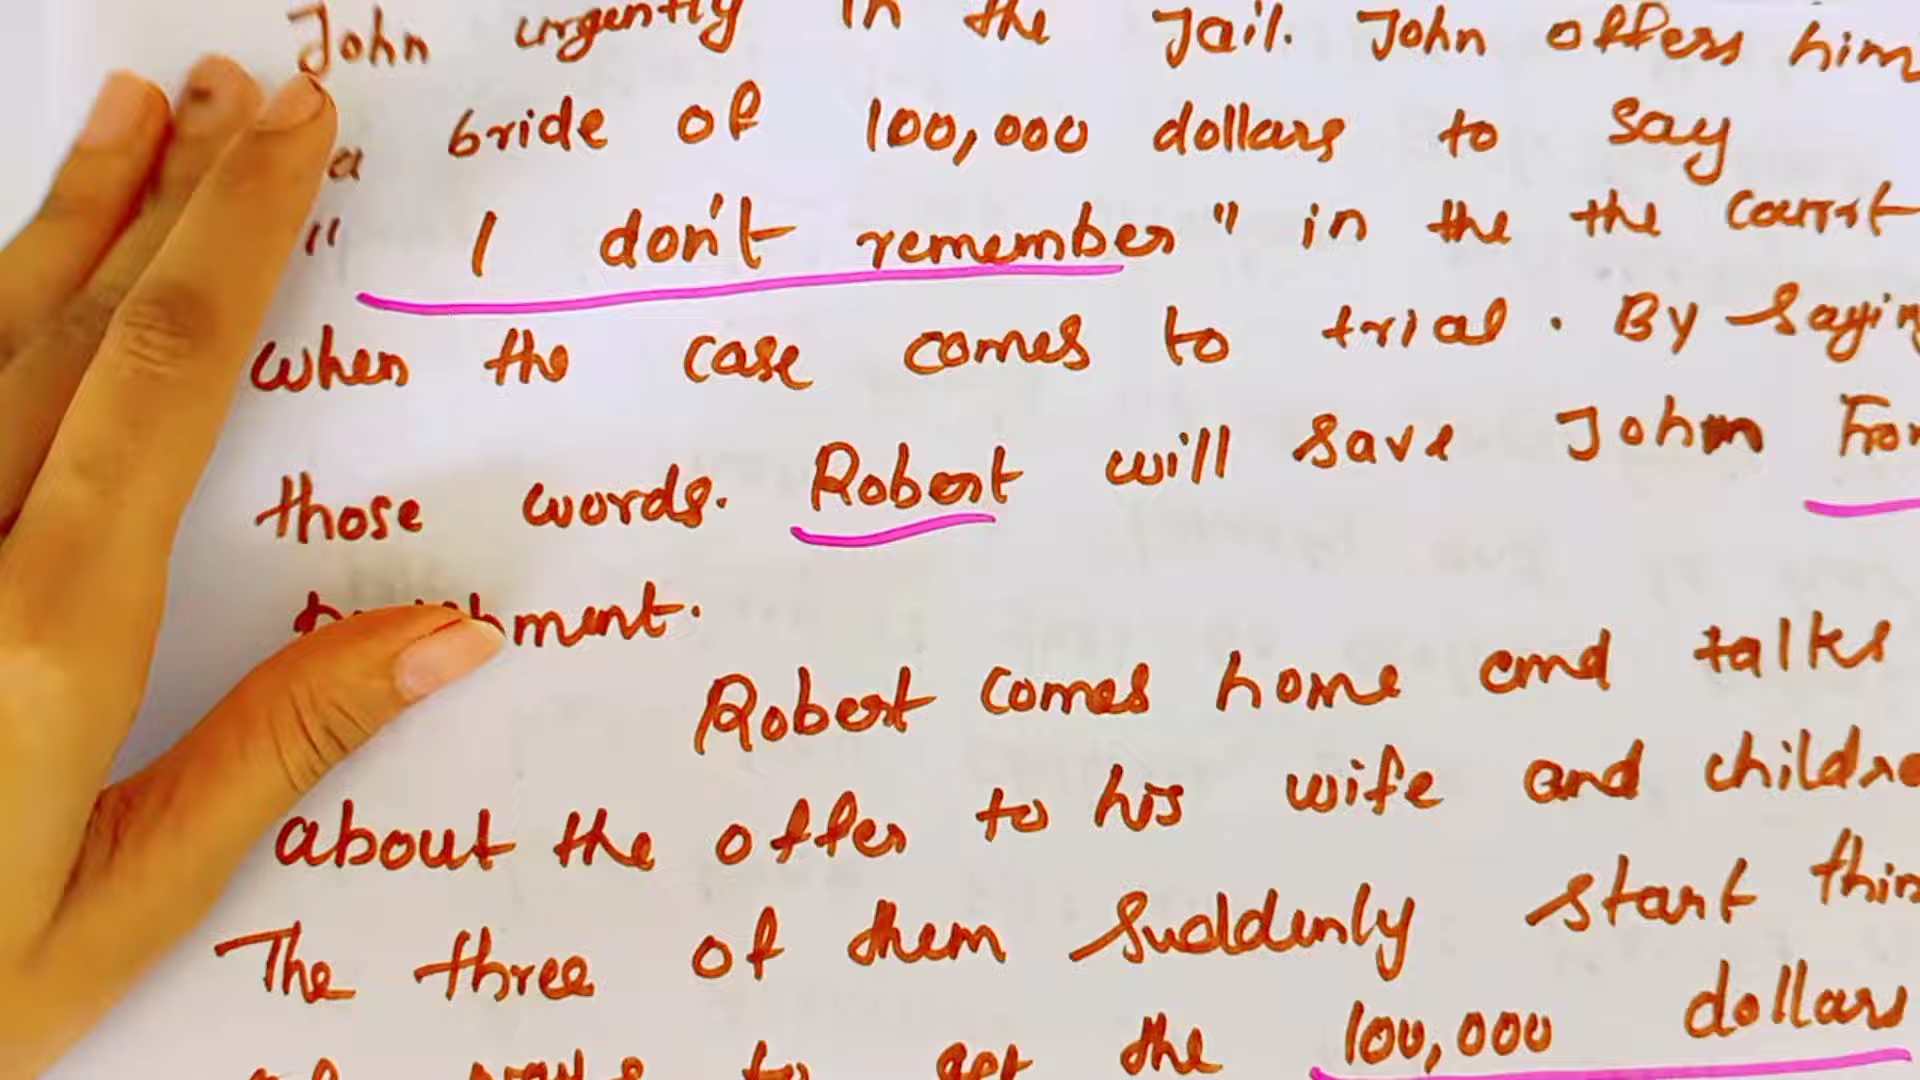 John urgently in the Jail. John offers him
a bride of 100,000 dollars to say
" I don't remember" in the the court
when the case comes to trial. By saying
those words. Robert will save John From
ment.
Robert comes home and talks
about the offer to his wife and childre
The three of them suddenly start thin
to get the 100,000 dollars